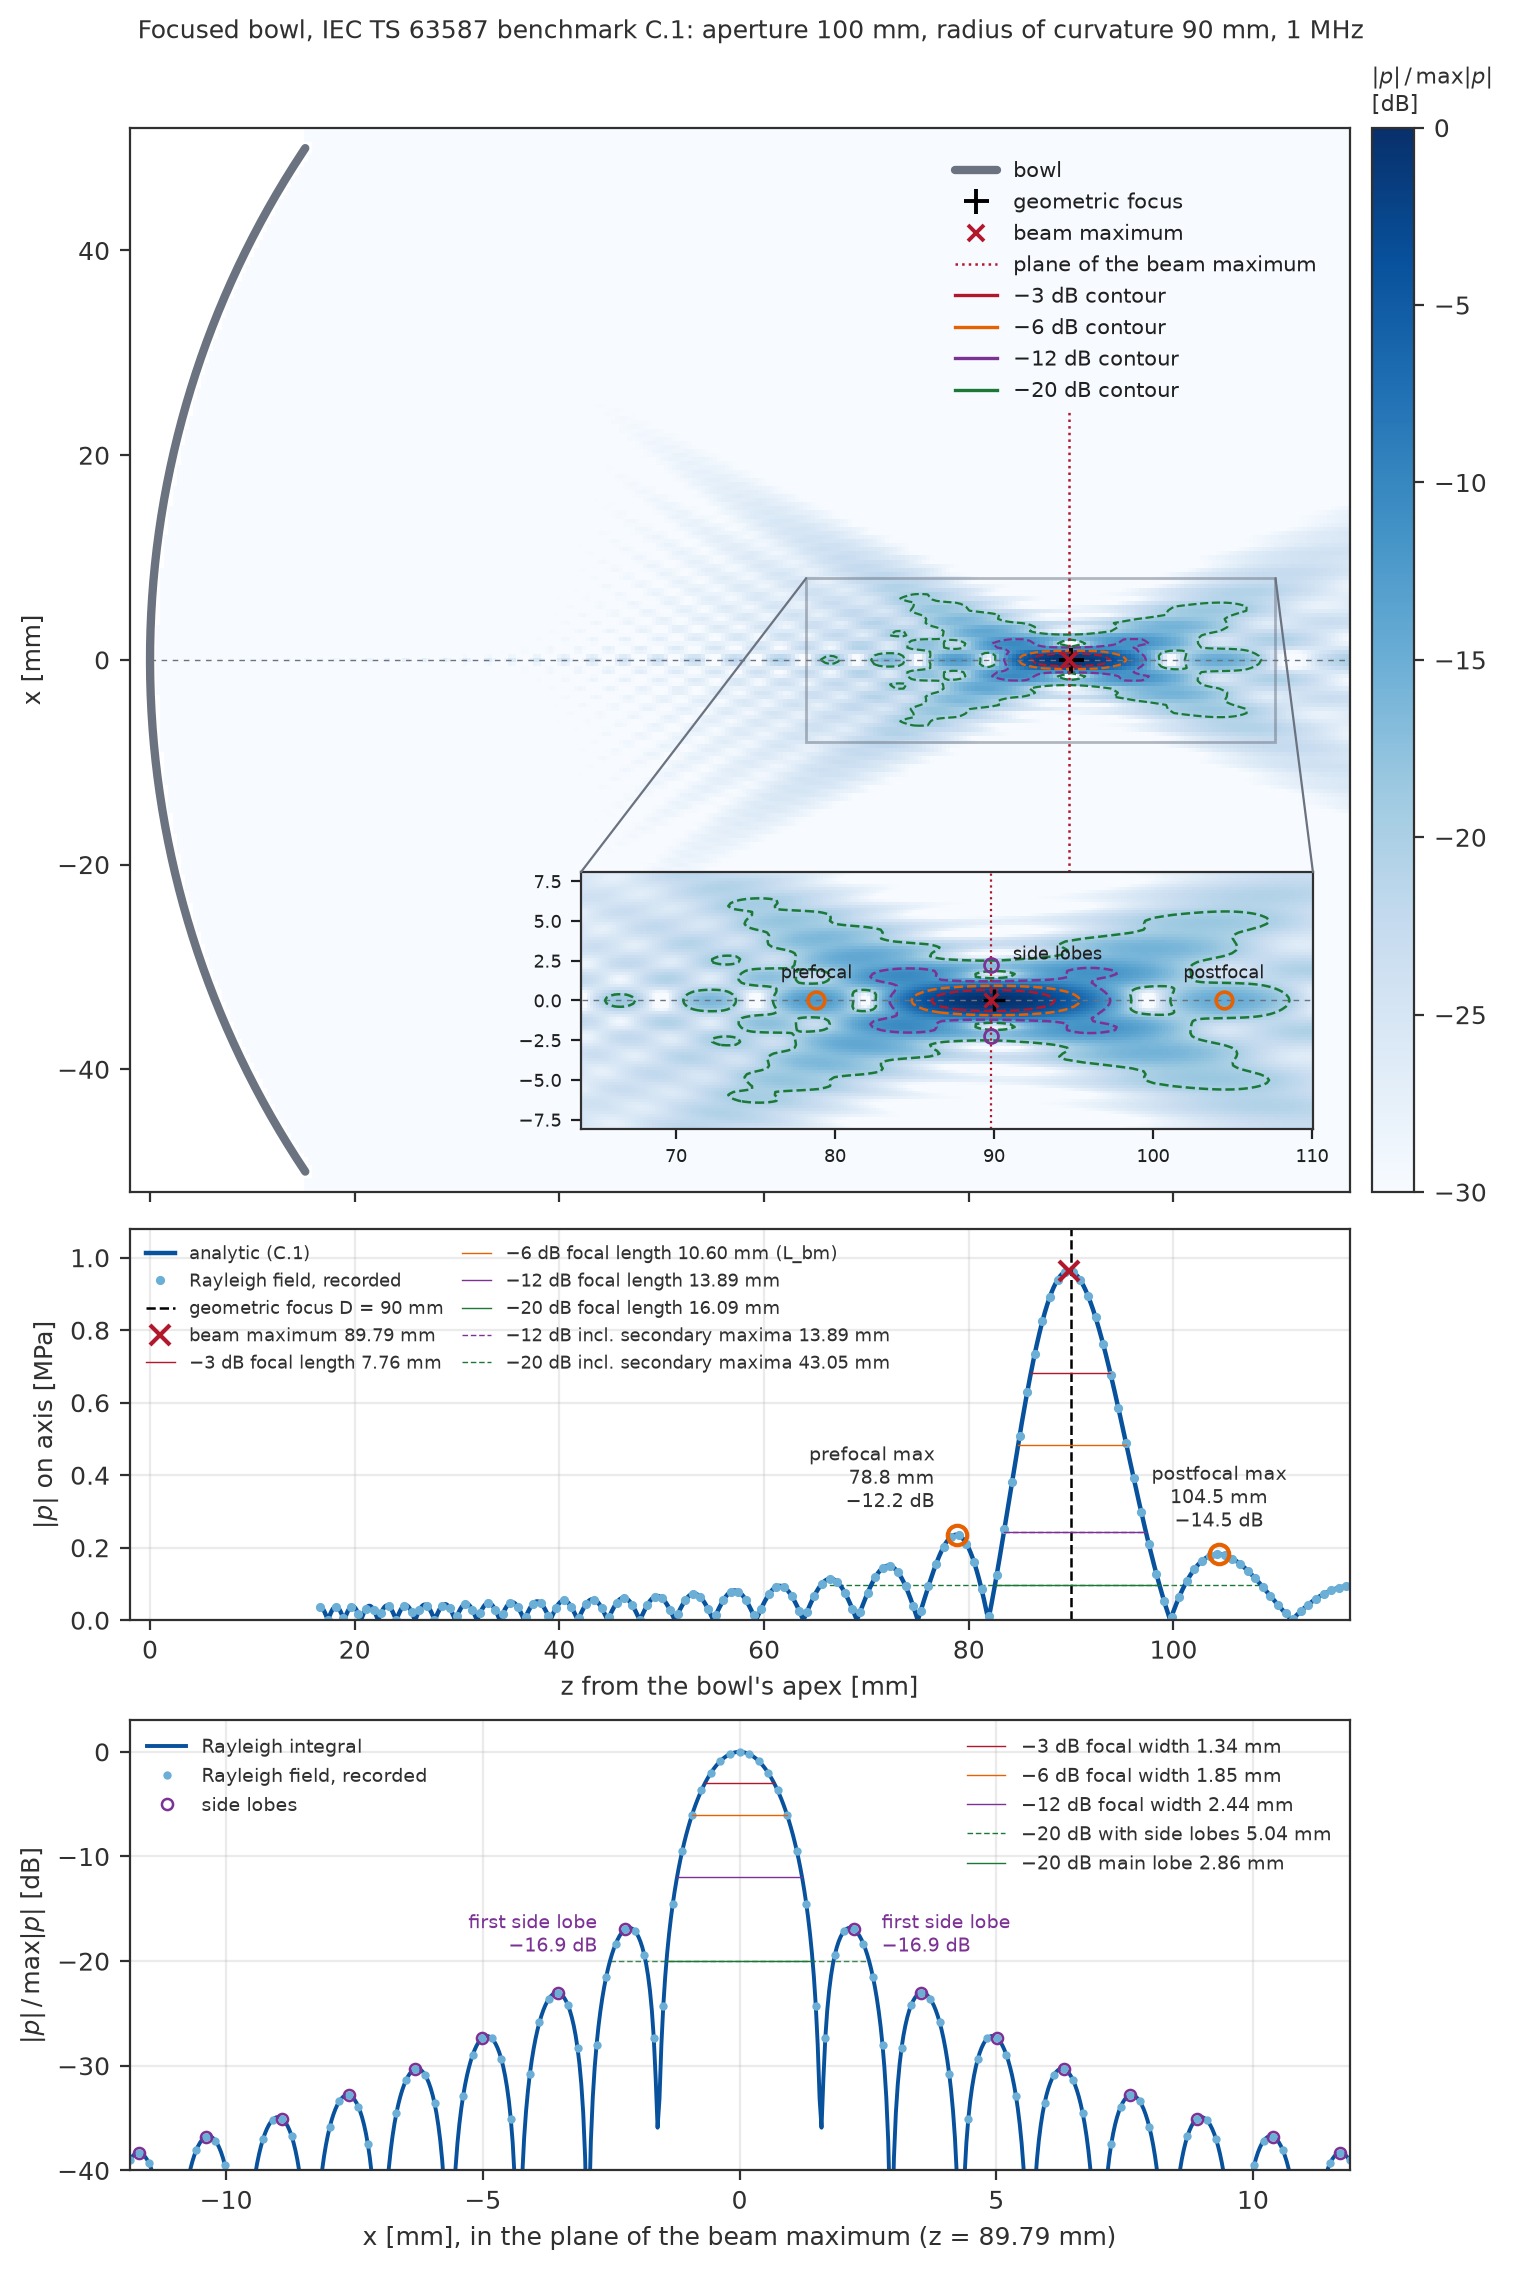 Focused bowl, IEC TS 63587 benchmark C.1: aperture 100 mm, radius of curvature 90 mm, 1 MHz
|p| / max|p|
[dB]
bowl
geometric focus
beam maximum
plane of the beam maximum
−3 dB contour
−6 dB contour
−12 dB contour
−20 dB contour
x [mm]
40
20
0
−20
−40
0
−5
−10
−15
−20
−25
−30
7.5
5.0
2.5
0.0
−2.5
−5.0
−7.5
prefocal
side lobes
postfocal
70
80
90
100
110
analytic (C.1)
Rayleigh field, recorded
geometric focus D = 90 mm
beam maximum 89.79 mm
−3 dB focal length 7.76 mm
−6 dB focal length 10.60 mm (L_bm)
−12 dB focal length 13.89 mm
−20 dB focal length 16.09 mm
−12 dB incl. secondary maxima 13.89 mm
−20 dB incl. secondary maxima 43.05 mm
|p| on axis [MPa]
1.0
0.8
0.6
0.4
0.2
0.0
prefocal max
78.8 mm
−12.2 dB
postfocal max
104.5 mm
−14.5 dB
0
20
40
60
80
100
z from the bowl's apex [mm]
Rayleigh integral
Rayleigh field, recorded
side lobes
−3 dB focal width 1.34 mm
−6 dB focal width 1.85 mm
−12 dB focal width 2.44 mm
−20 dB with side lobes 5.04 mm
−20 dB main lobe 2.86 mm
|p| / max|p| [dB]
0
−10
−20
−30
−40
first side lobe
−16.9 dB
first side lobe
−16.9 dB
−10
−5
0
5
10
x [mm], in the plane of the beam maximum (z = 89.79 mm)